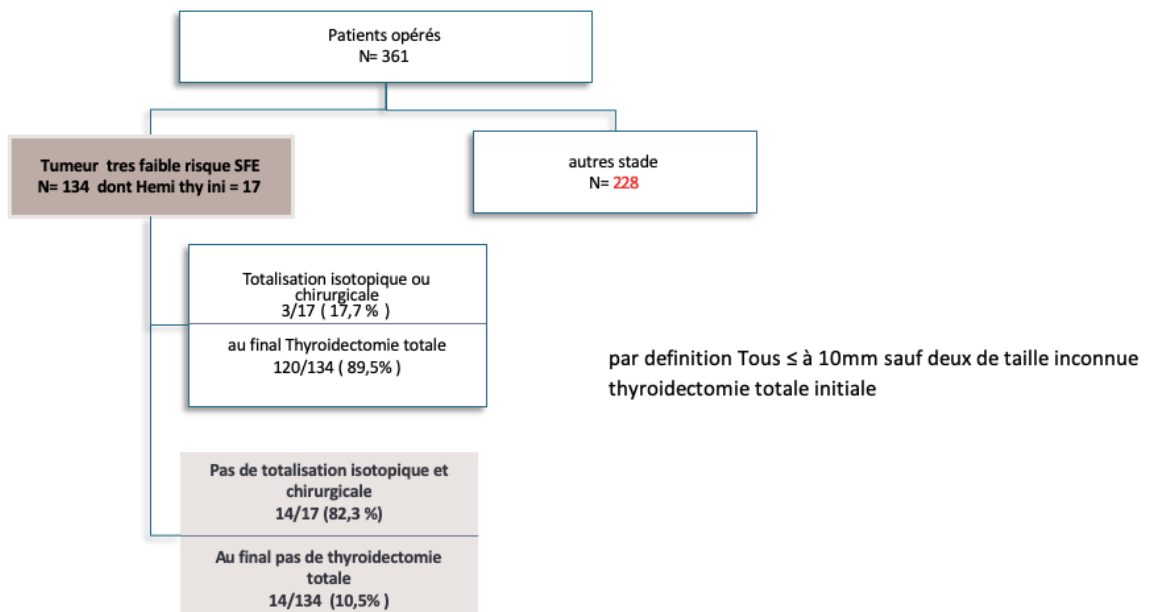 Patients opérés
N= 361
Tumeur tres faible risque SFE
N= 134 dont Hemi thy ini = 17
autres stade
N= 228
Totalisation isotopique ou
chirurgicale
3/17 ( 17,7 % )
au final Thyroidectomie totale
120/134 ( 89,5% )
par definition Tous ≤ à 10mm sauf deux de taille inconnue
thyroidectomie totale initiale
Pas de totalisation isotopique et
chirurgicale
14/17 (82,3 %)
Au final pas de thyroidectomie
totale
14/134 (10,5% )